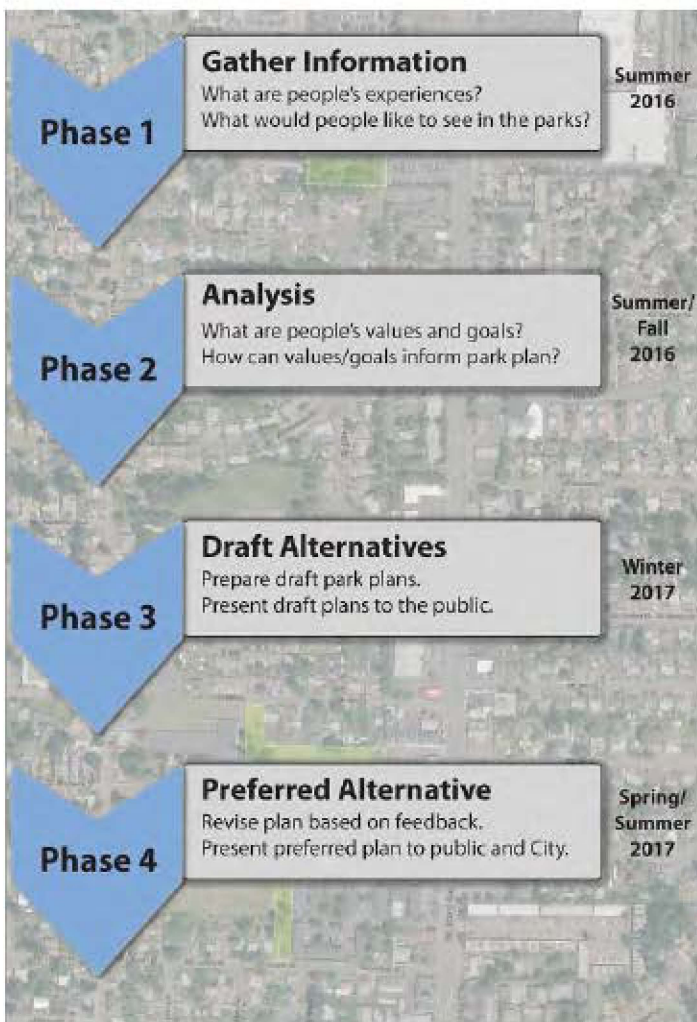 Phase 1
Gather Information
What are people's experiences?
What would people like to see in the parks?
Summer
2016
Phase 2
Analysis
What are people's values and goals?
How can values/goals inform park plan?
Summer/
Fall
2016
Phase 3
Draft Alternatives
Prepare draft park plans.
Present draft plans to the public.
Winter
2017
Phase 4
Preferred Alternative
Revise plan based on feedback.
Present preferred plan to public and City.
Spring/
Summer
2017